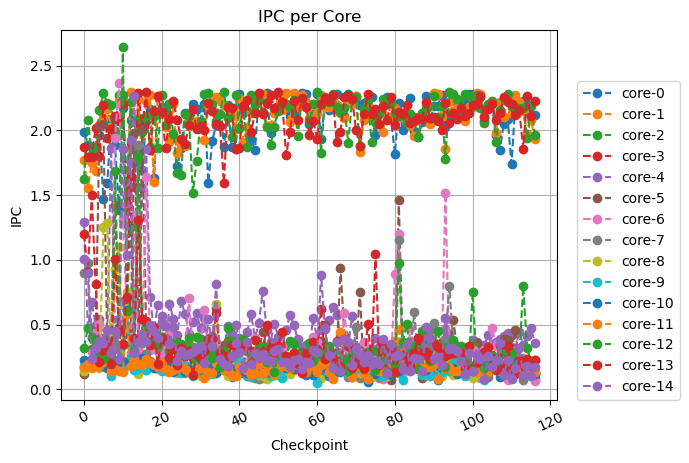 IPC per Core
IPC
2.5
2.0
1.5
1.0
0.5
0.0
0
20
40
60
80
100
120
Checkpoint
core-0
core-1
core-2
core-3
core-4
core-5
core-6
core-7
core-8
core-9
core-10
core-11
core-12
core-13
core-14